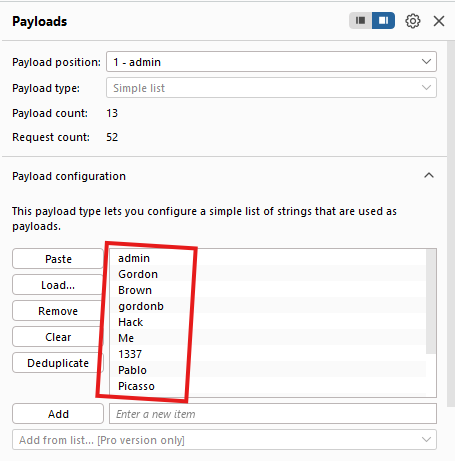 Payloads
Payload position: 1 - admin
Payload type: Simple list
Payload count: 13
Request count: 52
Payload configuration
This payload type lets you configure a simple list of strings that are used as
payloads.
Paste
Load...
Remove
Clear
Deduplicate
admin
Gordon
Brown
gordonb
Hack
Me
1337
Pablo
Picasso
Add Enter a new item
Add from list... [Pro version only]